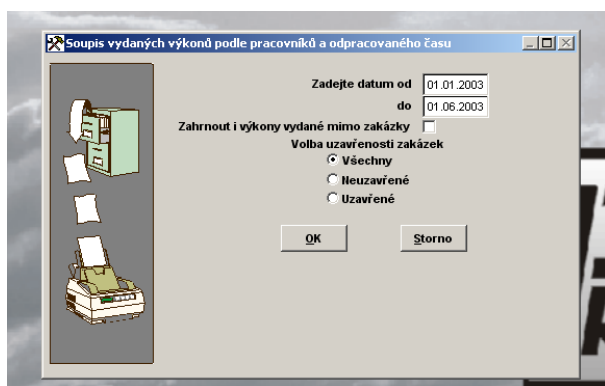 Soupis vydaných výkonů podle pracovníků a odpracovaného času
Zadejte datum od 01.01.2003
do 01.06.2003
Zahrnout i výkony vydané mimo zakázky
Volba uzavřenosti zakázek
Všechny
Neuzavřené
Uzavřené
OK Storno